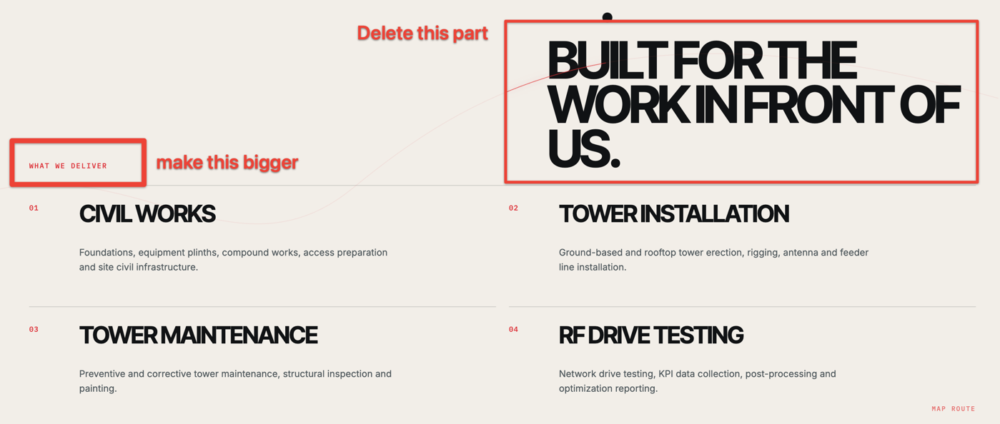 Delete this part
BUILT FOR THE
WORK IN FRONT OF
US.
WHAT WE DELIVER
make this bigger
01
CIVIL WORKS
Foundations, equipment plinths, compound works, access preparation
and site civil infrastructure.
02
TOWER INSTALLATION
Ground-based and rooftop tower erection, rigging, antenna and feeder
line installation.
03
TOWER MAINTENANCE
Preventive and corrective tower maintenance, structural inspection and
painting.
04
RF DRIVE TESTING
Network drive testing, KPI data collection, post-processing and
optimization reporting.
MAP ROUTE